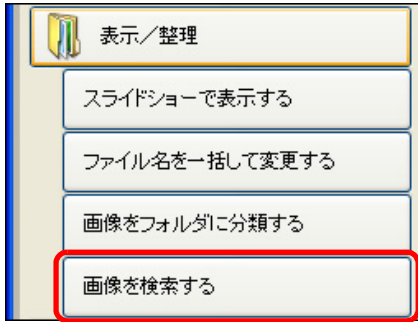 表示／整理
スライドショーで表示する
ファイル名を一括して変更する
画像をフォルダに分類する
画像を検索する